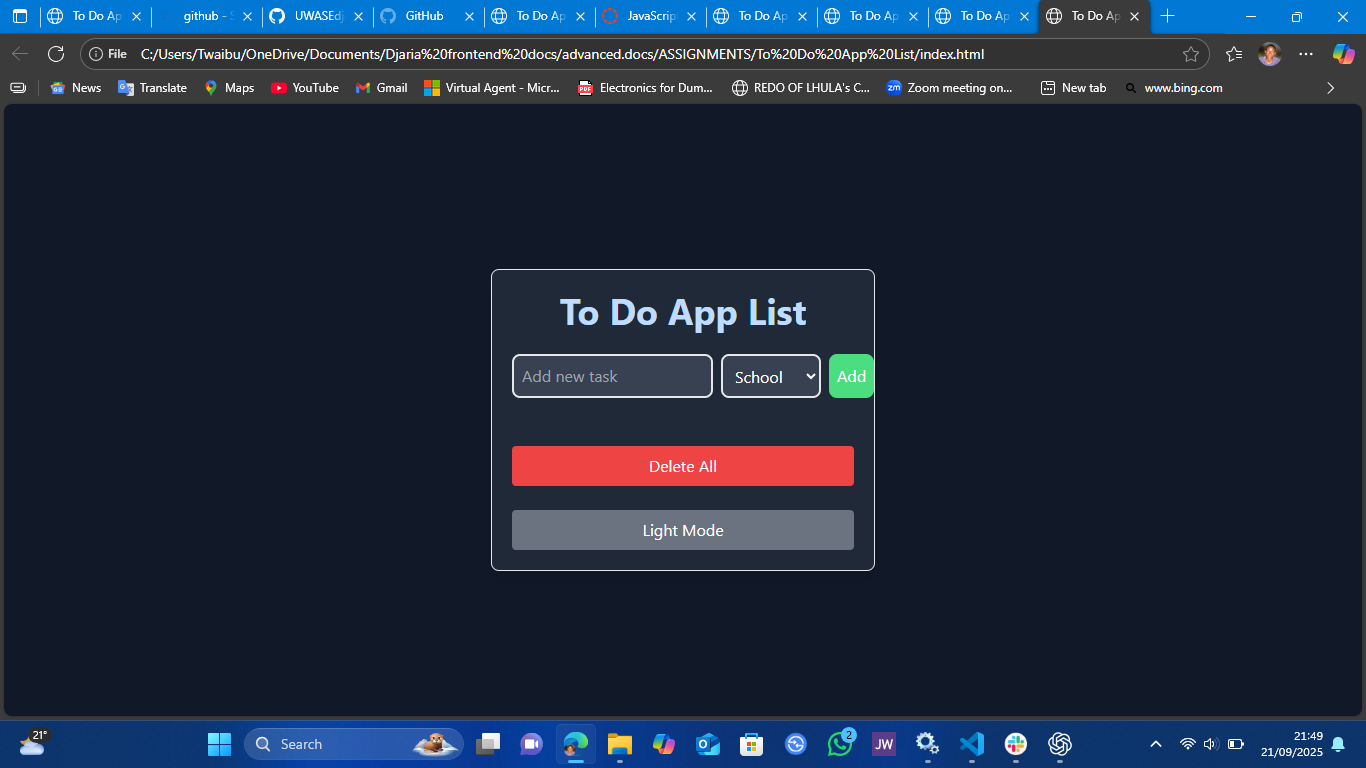 To Do Ap
github - S
UWASEdj
GitHub
To Do Ap
JavaScrip
To Do Ap
To Do Ap
To Do Ap
To Do Ap
File
C:/Users/Twaibu/OneDrive/Documents/Djaria%20frontend%20docs/advanced.docs/ASSIGNMENTS/To%20Do%20App%20List/index.html
News
Translate
Maps
YouTube
Gmail
Virtual Agent - Micr...
PDF
Electronics for Dum...
REDO OF LHULA's C...
zm
Zoom meeting on...
New tab
www.bing.com
To Do App List
Add new task
School
Add
Delete All
Light Mode
21°
Search
2
JW
21:49
21/09/2025